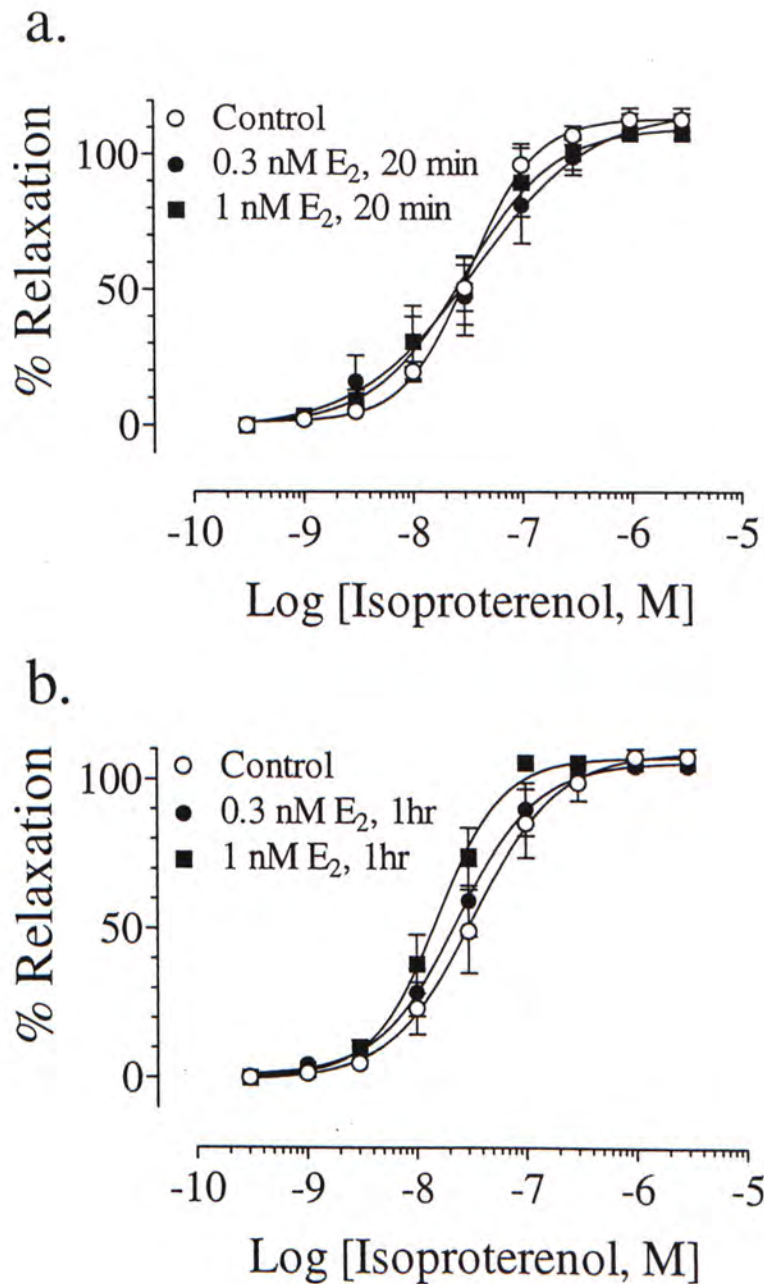 a.
Control
0.3 nM E₂, 20 min
1 nM E₂, 20 min
% Relaxation
100
50
0
-10 -9 -8 -7 -6 -5
Log [Isoproterenol, M]
b.
Control
0.3 nM E₂, 1hr
1 nM E₂, 1hr
% Relaxation
100
50
0
-10 -9 -8 -7 -6 -5
Log [Isoproterenol, M]